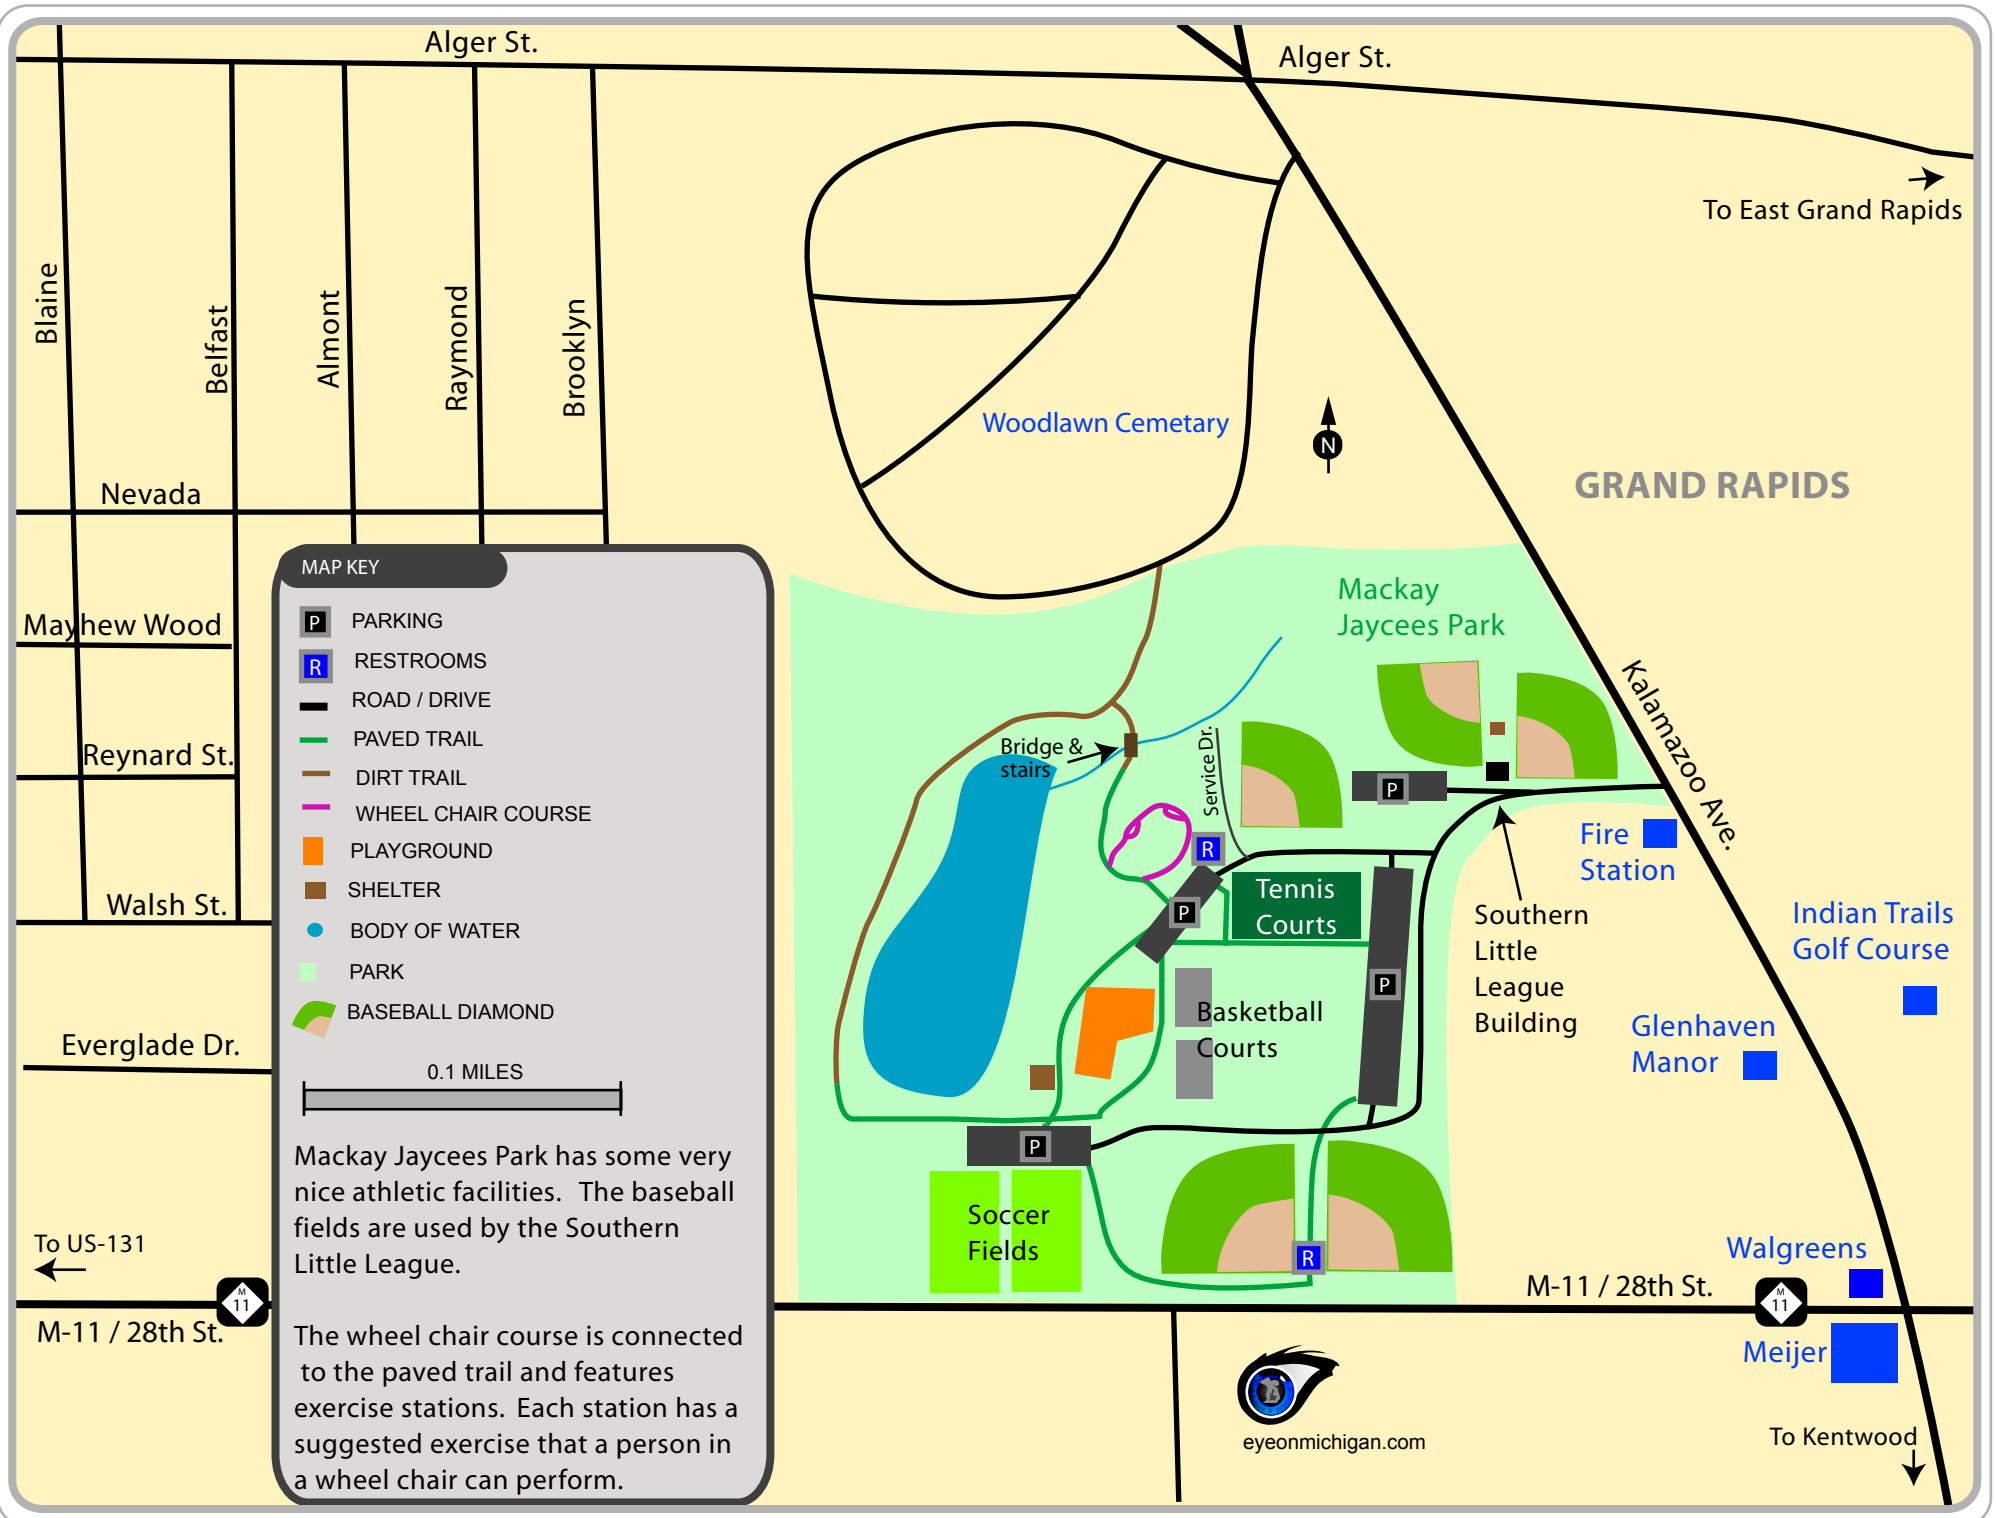 Alger St.
Alger St.
To East Grand Rapids
Blaine
Belfast
Almont
Raymond
Brooklyn
Woodlawn Cemetary
N
GRAND RAPIDS
Nevada
Mayhew Wood
Reynard St.
Walsh St.
Everglade Dr.
To US-131
M
11
M-11 / 28th St.
MAP KEY
P PARKING
R RESTROOMS
ROAD / DRIVE
PAVED TRAIL
DIRT TRAIL
WHEEL CHAIR COURSE
PLAYGROUND
SHELTER
BODY OF WATER
PARK
BASEBALL DIAMOND
0.1 MILES
Mackay Jaycees Park has some very
nice athletic facilities. The baseball
fields are used by the Southern
Little League.
The wheel chair course is connected
to the paved trail and features
exercise stations. Each station has a
suggested exercise that a person in
a wheel chair can perform.
Mackay
Jaycees Park
Kalamazoo Ave.
Bridge &
stairs
Service Dr.
P
R
Tennis
Courts
P
P
Basketball
Courts
P
Soccer
Fields
R
Fire
Station
Southern
Little
League
Building
Indian Trails
Golf Course
Glenhaven
Manor
Walgreens
M-11 / 28th St.
M
11
Meijer
To Kentwood
eyeonmichigan.com